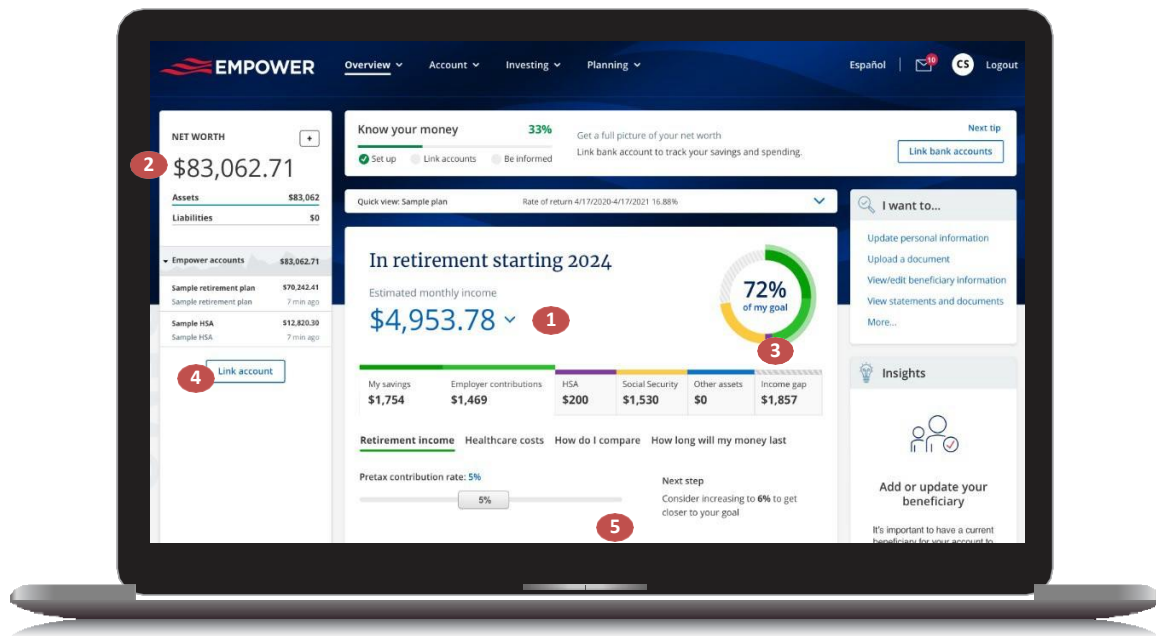 EMPOWER
Overview
Account
Investing
Planning
Español
10
CS
Logout
NET WORTH
+
2
$83,062.71
Assets $83,062
Liabilities $0
Empower accounts $83,062.71
Sample retirement plan $70,242.41
Sample retirement plan 7 min ago
Sample HSA $12,820.30
Sample HSA 7 min ago
4
Link account
Know your money 33%
Set up Link accounts Be informed
Get a full picture of your net worth
Link bank account to track your savings and spending.
Next tip
Link bank accounts
Quick view: Sample plan Rate of return 4/17/2020-4/17/2021 16.88%
In retirement starting 2024
Estimated monthly income
$4,953.78
1
72%
of my goal
3
My savings
$1,754
Employer contributions
$1,469
HSA
$200
Social Security
$1,530
Other assets
$0
Income gap
$1,857
Retirement income Healthcare costs How do I compare How long will my money last
Pretax contribution rate: 5%
5%
Next step
Consider increasing to 6% to get
closer to your goal
5
I want to...
Update personal information
Upload a document
View/edit beneficiary information
View statements and documents
More...
Insights
Add or update your
beneficiary
It's important to have a current
beneficiary for your account to